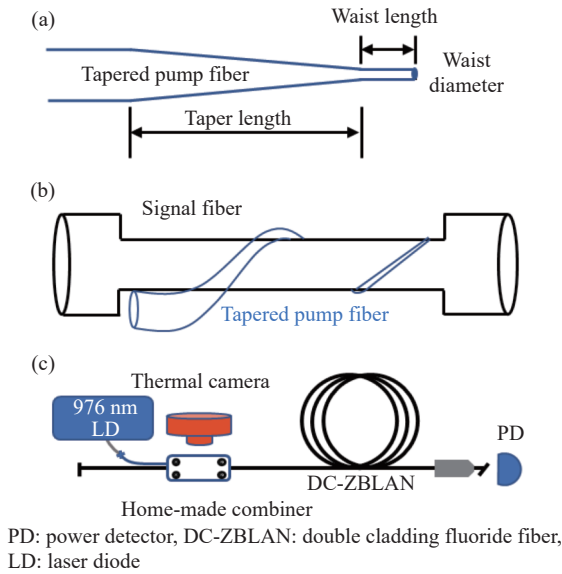 (a)
Waist length
Tapered pump fiber
Waist
diameter
Taper length
(b)
Signal fiber
Tapered pump fiber
(c)
Thermal camera
976 nm
LD
PD
DC-ZBLAN
Home-made combiner
PD: power detector, DC-ZBLAN: double cladding fluoride fiber,
LD: laser diode